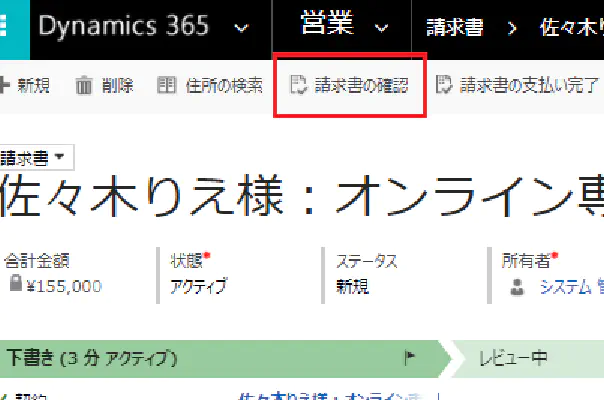 Dynamics 365 営業 請求書 > 佐々木り
新規 削除 住所の検索 請求書の確認 請求書の支払い完了
請求書
佐々木りえ様：オンライン専
合計金額 状態* ステータス 所有者*
¥155,000 アクティブ 新規 システム 管
下書き (3 分 アクティブ) レビュー中
契約 佐々木りえ様：オンライン専